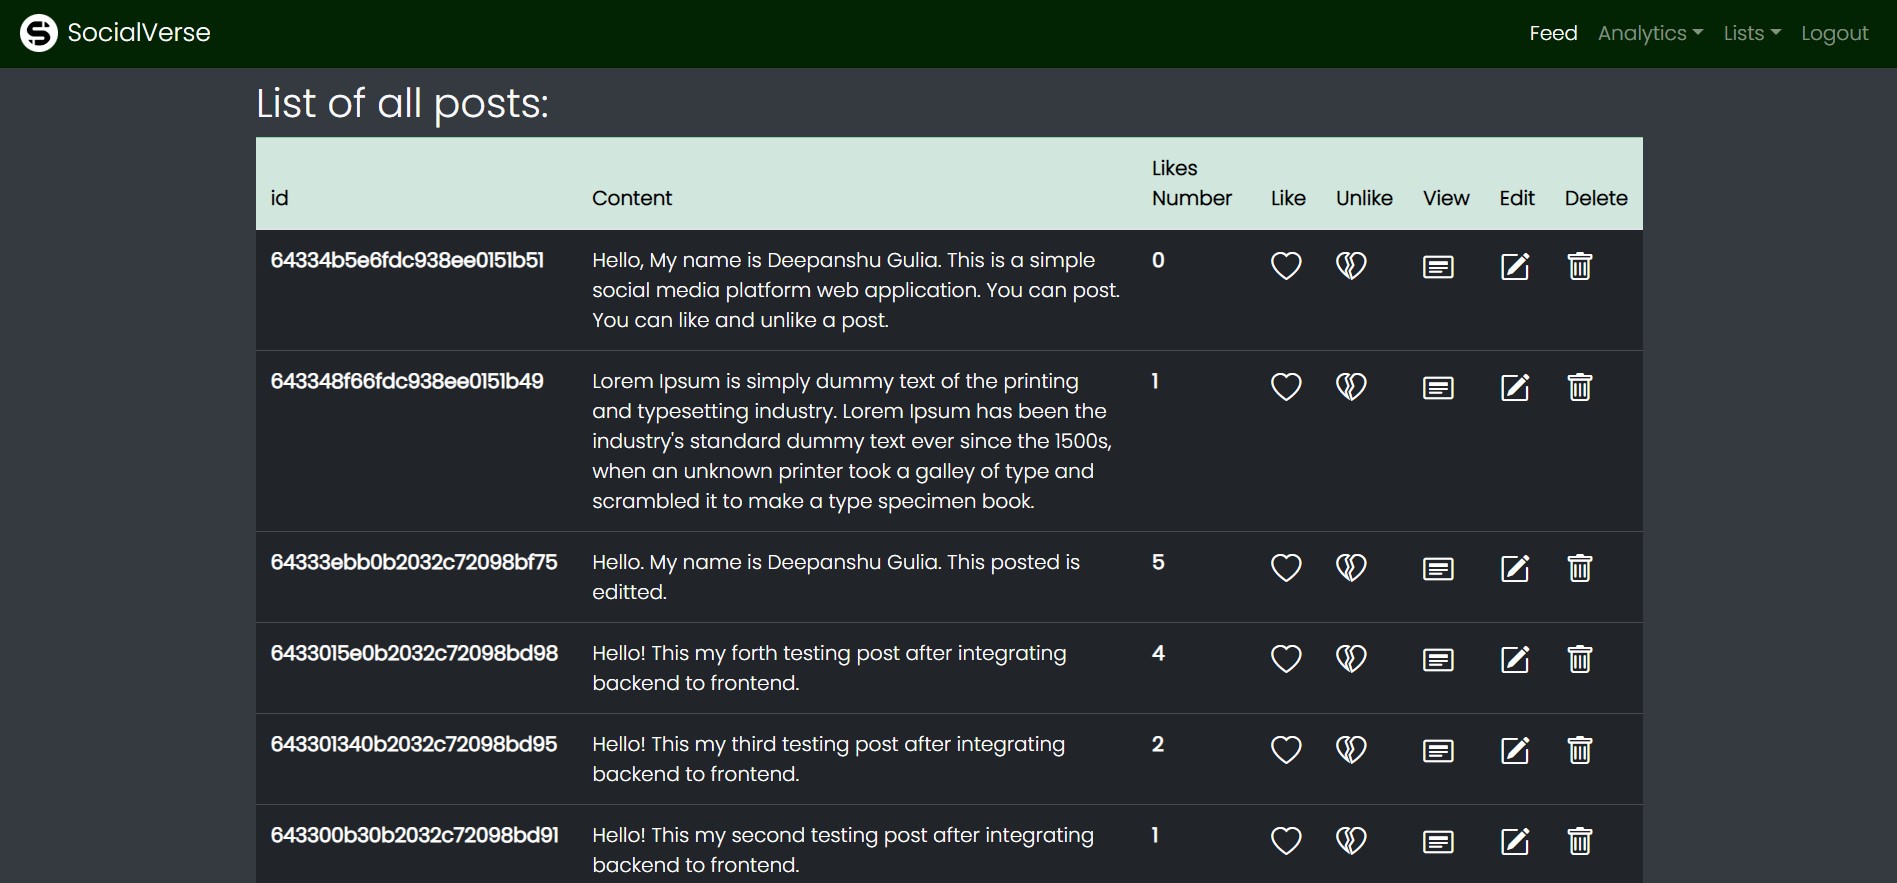 SocialVerse
Feed Analytics Lists Logout
List of all posts:
id Content Likes Number Like Unlike View Edit Delete
64334b5e6fdc938ee0151b51 Hello, My name is Deepanshu Gulia. This is a simple 0
social media platform web application. You can post.
You can like and unlike a post.
643348f66fdc938ee0151b49 Lorem Ipsum is simply dummy text of the printing 1
and typesetting industry. Lorem Ipsum has been the
industry's standard dummy text ever since the 1500s,
when an unknown printer took a galley of type and
scrambled it to make a type specimen book.
64333ebb0b2032c72098bf75 Hello. My name is Deepanshu Gulia. This posted is 5
editted.
6433015e0b2032c72098bd98 Hello! This my forth testing post after integrating 4
backend to frontend.
643301340b2032c72098bd95 Hello! This my third testing post after integrating 2
backend to frontend.
643300b30b2032c72098bd91 Hello! This my second testing post after integrating 1
backend to frontend.